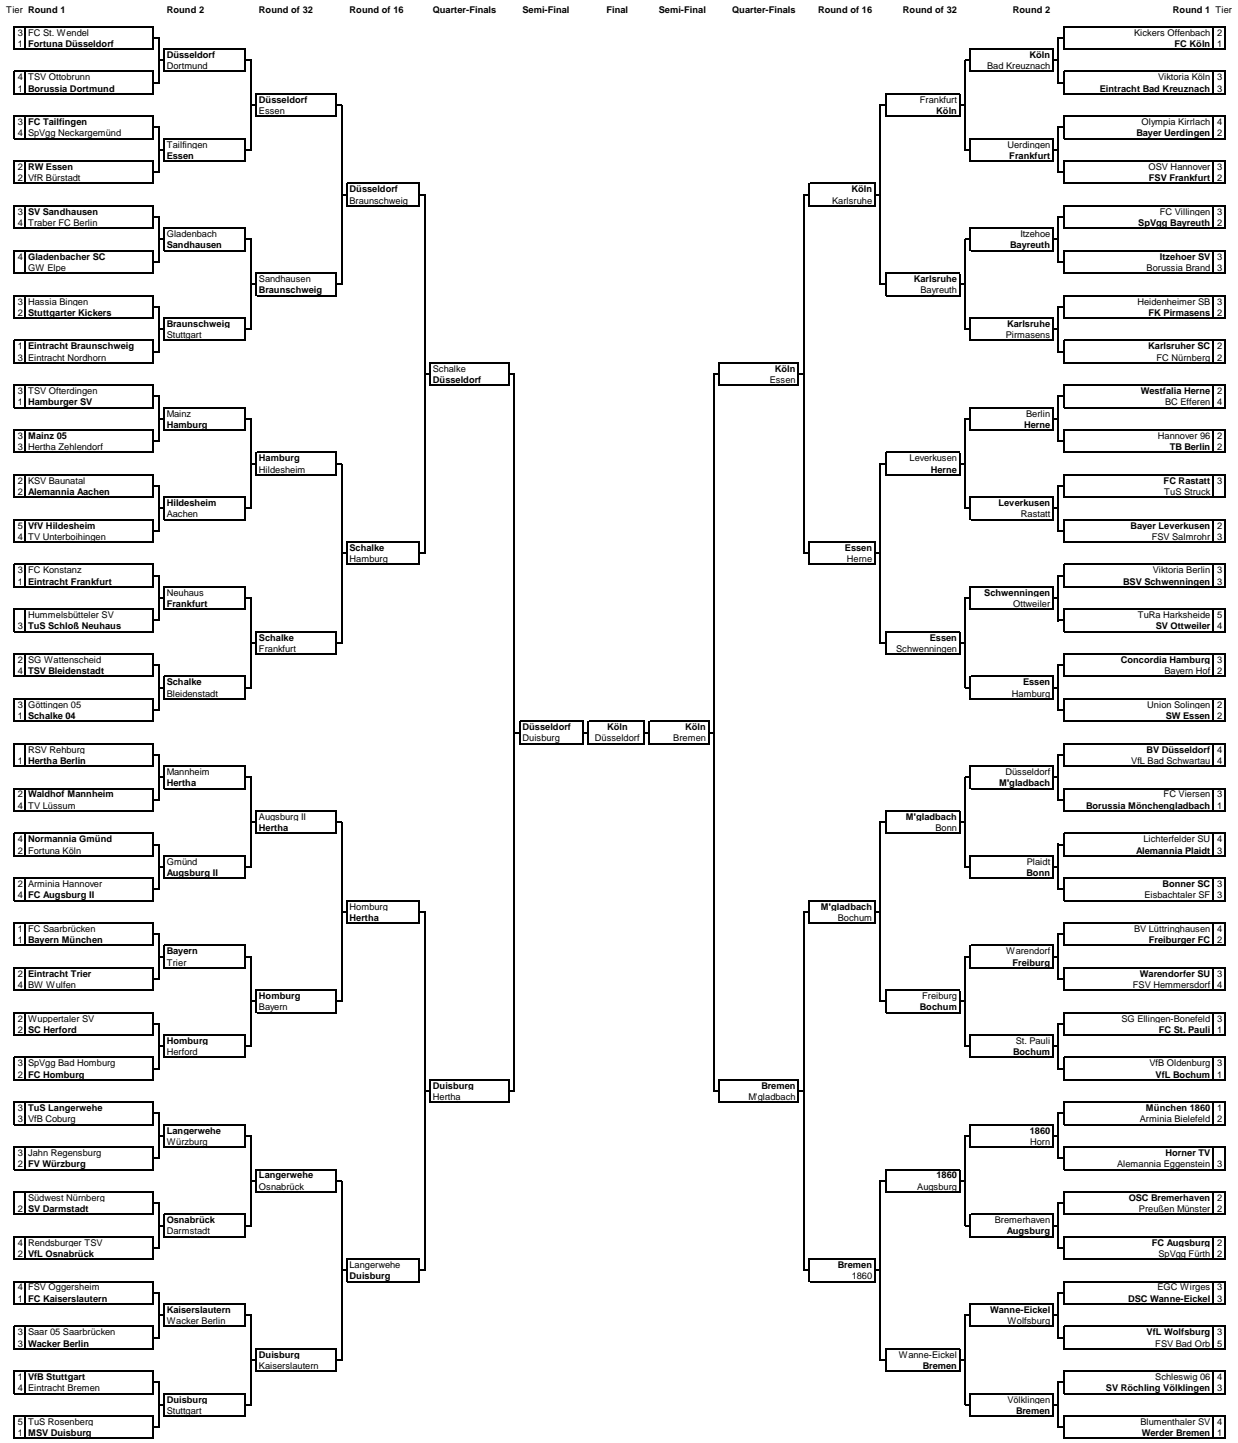 Tier Round 1 Round 2 Round of 32 Round of 16 Quarter-Finals Semi-Final Final Semi-Final Quarter-Finals Round of 16 Round of 32 Round 2 Round 1 Tier
3 FC St. Wendel
1 Fortuna Düsseldorf
4 TSV Ottobrunn
1 Borussia Dortmund
3 FC Tailfingen
4 SpVgg Neckargemünd
2 RW Essen
2 VfR Bürstadt
3 SV Sandhausen
4 Traber FC Berlin
4 Gladenbacher SC
GW Elpe
3 Hassia Bingen
2 Stuttgarter Kickers
1 Eintracht Braunschweig
3 Eintracht Nordhorn
3 TSV Ofterdingen
1 Hamburger SV
3 Mainz 05
3 Hertha Zehlendorf
2 KSV Baunatal
2 Alemannia Aachen
5 VfV Hildesheim
4 TV Unterboihingen
3 FC Konstanz
1 Eintracht Frankfurt
Hummelsbütteler SV
3 TuS Schloß Neuhaus
2 SG Wattenscheid
4 TSV Bleidenstadt
3 Göttingen 05
1 Schalke 04
RSV Rehburg
1 Hertha Berlin
2 Waldhof Mannheim
4 TV Lüssum
4 Normannia Gmünd
2 Fortuna Köln
2 Arminia Hannover
4 FC Augsburg II
1 FC Saarbrücken
1 Bayern München
2 Eintracht Trier
4 BW Wulfen
2 Wuppertaler SV
2 SC Herford
3 SpVgg Bad Homburg
2 FC Homburg
3 TuS Langerwehe
3 VfB Coburg
3 Jahn Regensburg
2 FV Würzburg
Südwest Nürnberg
2 SV Darmstadt
4 Rendsburger TSV
2 VfL Osnabrück
4 FSV Oggersheim
1 FC Kaiserslautern
3 Saar 05 Saarbrücken
3 Wacker Berlin
1 VfB Stuttgart
4 Eintracht Bremen
5 TuS Rosenberg
1 MSV Duisburg
Düsseldorf
Dortmund
Tailfingen
Essen
Gladenbach
Sandhausen
Braunschweig
Stuttgart
Mainz
Hamburg
Hildesheim
Aachen
Neuhaus
Frankfurt
Schalke
Bleidenstadt
Mannheim
Hertha
Gmünd
Augsburg II
Bayern
Trier
Homburg
Herford
Langerwehe
Würzburg
Osnabrück
Darmstadt
Kaiserslautern
Wacker Berlin
Duisburg
Stuttgart
Düsseldorf
Essen
Sandhausen
Braunschweig
Hamburg
Hildesheim
Schalke
Frankfurt
Augsburg II
Hertha
Homburg
Bayern
Langerwehe
Osnabrück
Duisburg
Kaiserslautern
Düsseldorf
Braunschweig
Schalke
Hamburg
Homburg
Hertha
Langerwehe
Duisburg
Schalke
Düsseldorf
Duisburg
Hertha
Düsseldorf
Duisburg
Köln
Düsseldorf
Köln
Bremen
Köln
Essen
Bremen
M'gladbach
Köln
Karlsruhe
Essen
Herne
M'gladbach
Bochum
Bremen
1860
Frankfurt
Köln
Karlsruhe
Bayreuth
Leverkusen
Herne
Essen
Schwenningen
M'gladbach
Bonn
Freiburg
Bochum
1860
Augsburg
Wanne-Eickel
Bremen
Köln
Bad Kreuznach
Uerdingen
Frankfurt
Itzehoe
Bayreuth
Karlsruhe
Pirmasens
Berlin
Herne
Leverkusen
Rastatt
Schwenningen
Ottweiler
Essen
Hamburg
Düsseldorf
M'gladbach
Plaidt
Bonn
Warendorf
Freiburg
St. Pauli
Bochum
1860
Horn
Bremerhaven
Augsburg
Wanne-Eickel
Wolfsburg
Völklingen
Bremen
Kickers Offenbach 2
FC Köln 1
Viktoria Köln 3
Eintracht Bad Kreuznach 3
Olympia Kirrlach 4
Bayer Uerdingen 2
OSV Hannover 3
FSV Frankfurt 2
FC Villingen 3
SpVgg Bayreuth 2
Itzehoer SV 3
Borussia Brand 3
Heidenheimer SB 3
FK Pirmasens 2
Karlsruher SC 2
FC Nürnberg 2
Westfalia Herne 2
BC Efferen 4
Hannover 96 2
TB Berlin 2
FC Rastatt 3
TuS Struck
Bayer Leverkusen 2
FSV Salmrohr 3
Viktoria Berlin 3
BSV Schwenningen 3
TuRa Harksheide 5
SV Ottweiler 4
Concordia Hamburg 3
Bayern Hof 2
Union Solingen 2
SW Essen 2
BV Düsseldorf 4
VfL Bad Schwartau 4
FC Viersen 3
Borussia Mönchengladbach 1
Lichterfelder SU 4
Alemannia Plaidt 3
Bonner SC 3
Eisbachtaler SF 3
BV Lüttringhausen 4
Freiburger FC 2
Warendorfer SU 3
FSV Hemmersdorf 4
SG Ellingen-Bonefeld 3
FC St. Pauli 1
VfB Oldenburg 3
VfL Bochum 1
München 1860 1
Arminia Bielefeld 2
Horner TV
Alemannia Eggenstein 3
OSC Bremerhaven 2
Preußen Münster 2
FC Augsburg 2
SpVgg Fürth 2
EGC Wirges 3
DSC Wanne-Eickel 3
VfL Wolfsburg 3
FSV Bad Orb 5
Schleswig 06 4
SV Röchling Völklingen 3
Blumenthaler SV 4
Werder Bremen 1